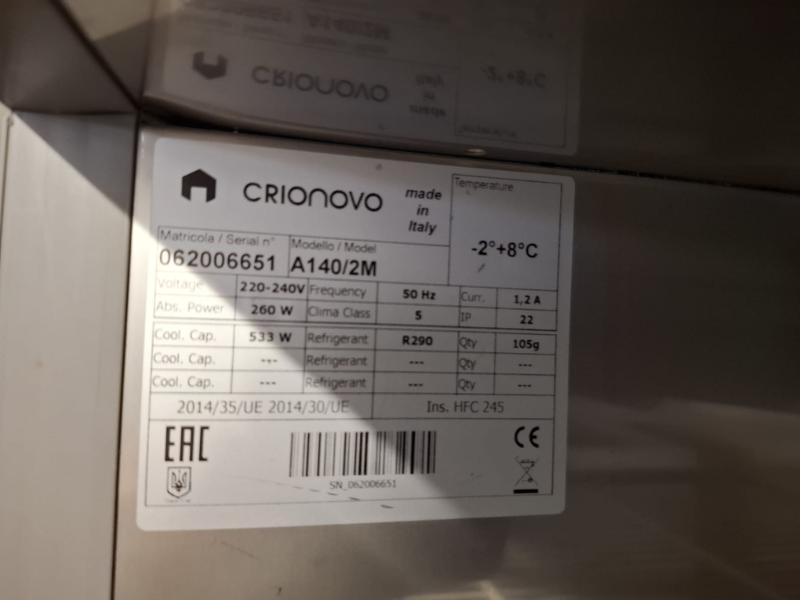 CRIONOVO
made
in
Italy
Temperature
-2°+8°C
Matricola / Serial n° Modello / Model
062006651 A140/2M
Voltage 220-240V Frequency 50 Hz Curr. 1,2 A
Abs. Power 260 W Clima Class 5 IP 22
Cool. Cap. 533 W Refrigerant R290 Qty 105g
Cool. Cap. --- Refrigerant --- Qty ---
Cool. Cap. --- Refrigerant --- Qty ---
2014/35/UE 2014/30/UE Ins. HFC 245
EAC CE
SN_062006651